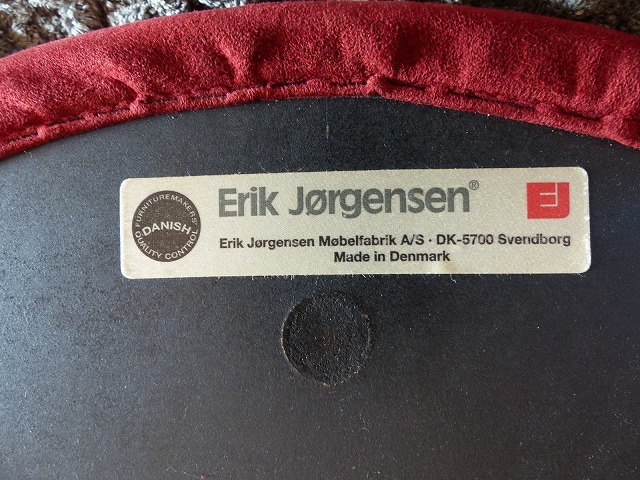 Erik Jørgensen®
FURNITUREMAKERS
DANISH
QUALITY CONTROL
Erik Jørgensen Møbelfabrik A/S · DK-5700 Svendborg
Made in Denmark